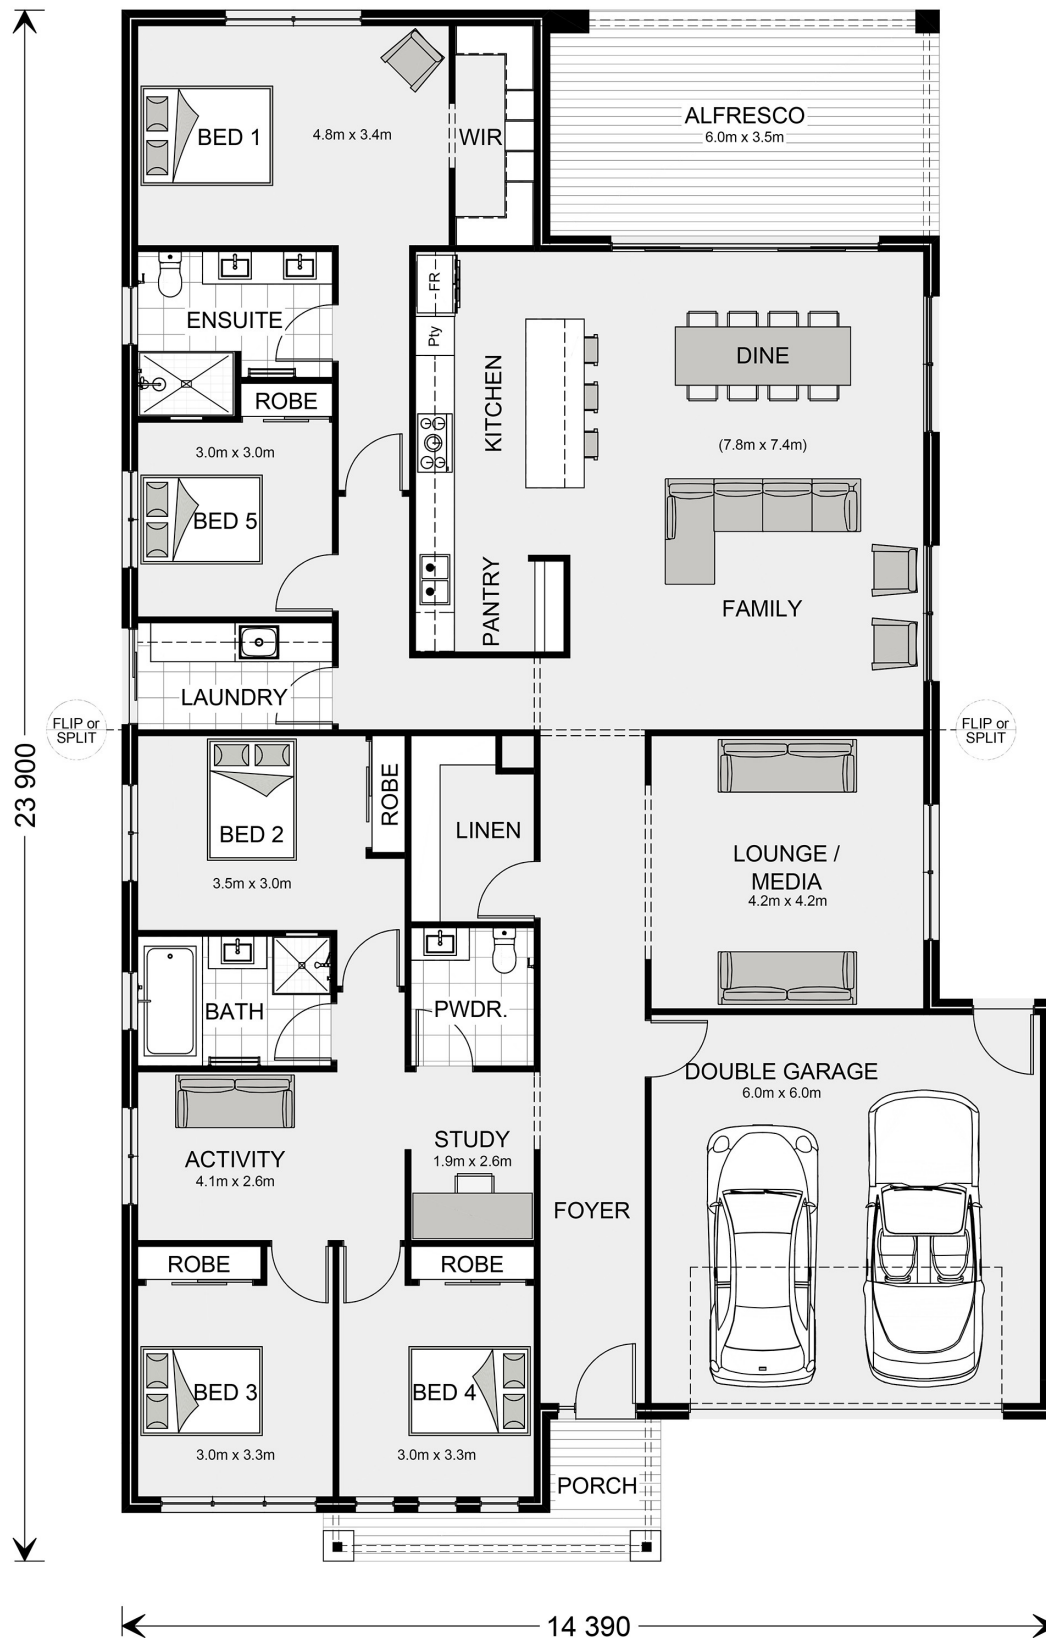 BED 1
4.8m x 3.4m
WIR
ALFRESCO
6.0m x 3.5m
ENSUITE
FR
Pty
KITCHEN
DINE
(7.8m x 7.4m)
ROBE
3.0m x 3.0m
BED 5
PANTRY
FAMILY
LAUNDRY
FLIP or
SPLIT
FLIP or
SPLIT
23 900
BED 2
3.5m x 3.0m
ROBE
LINEN
LOUNGE /
MEDIA
4.2m x 4.2m
BATH
PWDR.
DOUBLE GARAGE
6.0m x 6.0m
ACTIVITY
4.1m x 2.6m
STUDY
1.9m x 2.6m
FOYER
ROBE
ROBE
BED 3
3.0m x 3.3m
BED 4
3.0m x 3.3m
PORCH
14 390